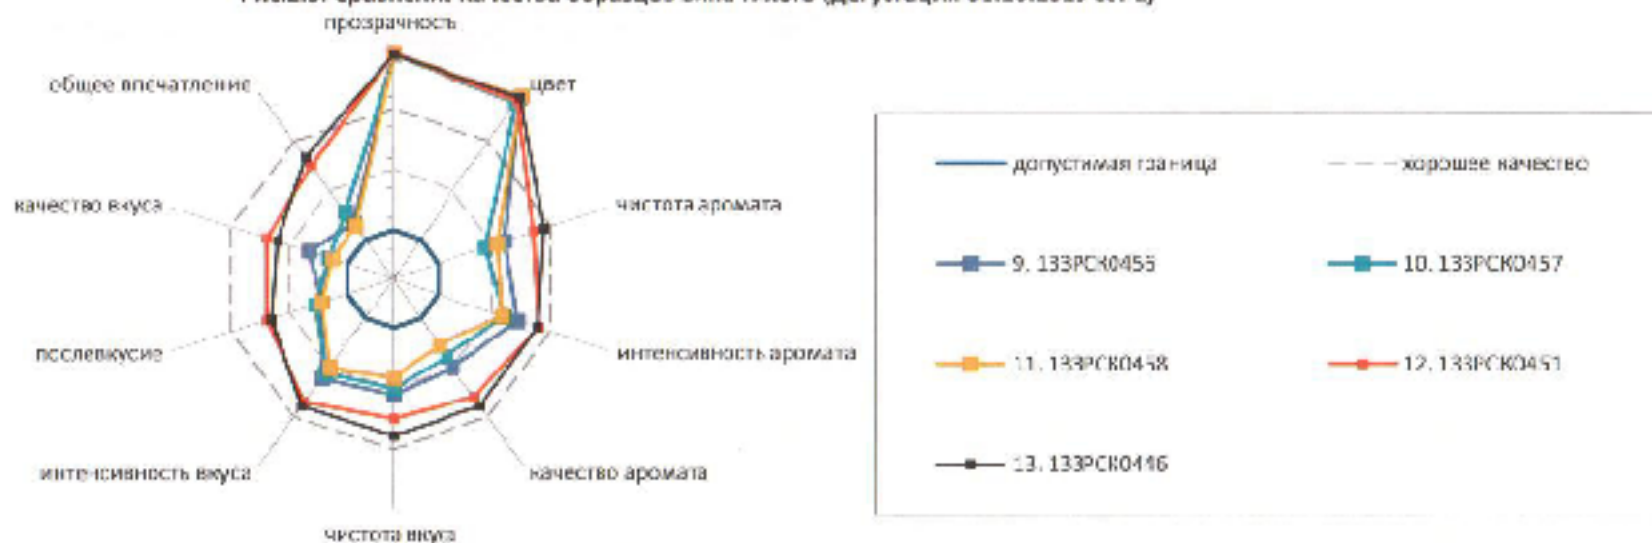 прозрачность
общее впечатление
цвет
качество вкуса
чистота аромата
послевкусие
интенсивность аромата
интенсивность вкуса
качество аромата
чистота вкуса
допустимая граница
хорошее качество
9. 133РСК0455
10. 133РСК0457
11. 133РСК0458
12. 133РСК0451
13. 133РСК0446